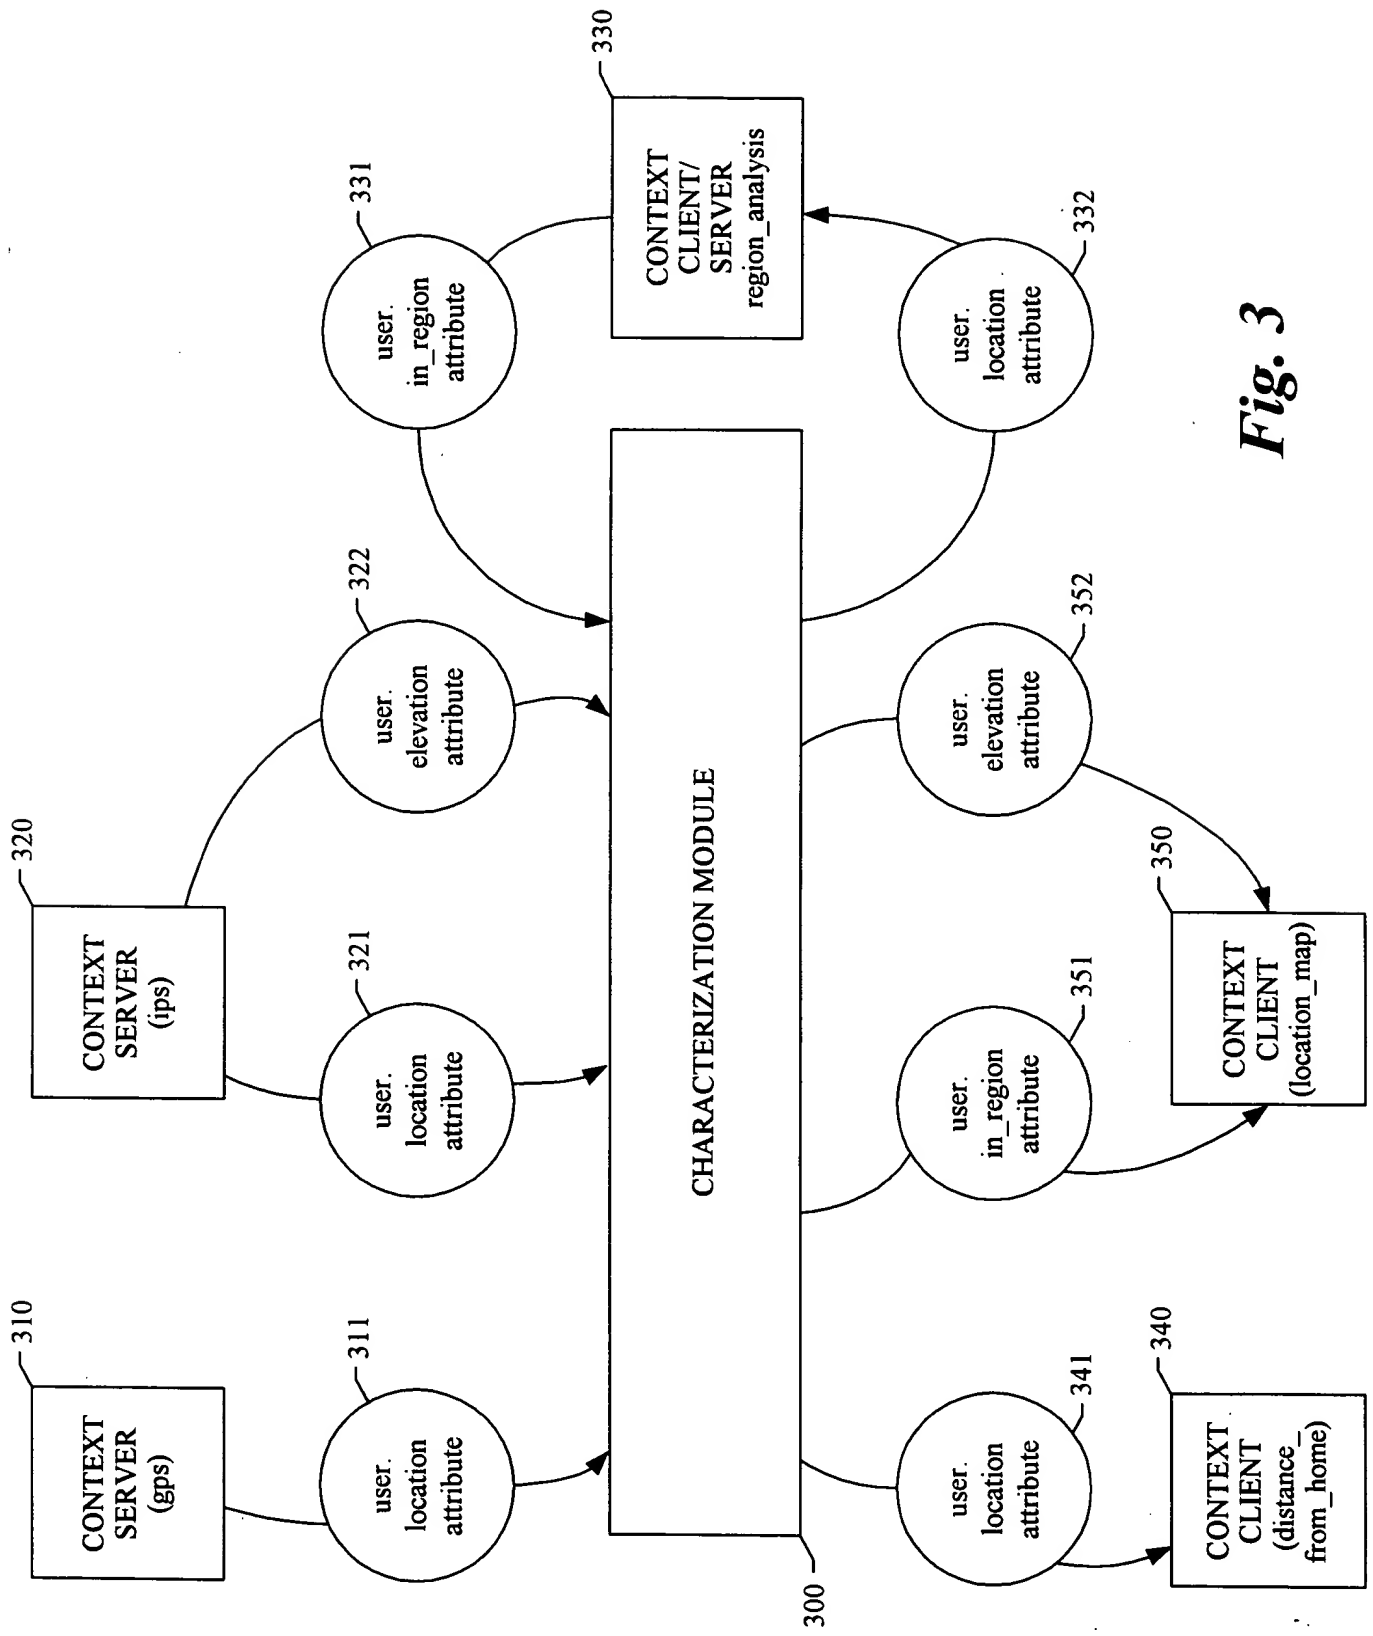 310
CONTEXT
SERVER
(gps)
320
CONTEXT
SERVER
(ips)
311
user.
location
attribute
321
user.
location
attribute
322
user.
elevation
attribute
331
user.
in_region
attribute
330
CONTEXT
CLIENT/
SERVER
region_analysis
CHARACTERIZATION MODULE
300
341
user.
location
attribute
351
user.
in_region
attribute
352
user.
elevation
attribute
332
user.
location
attribute
340
CONTEXT
CLIENT
(distance_
from_home)
350
CONTEXT
CLIENT
(location_map)
Fig. 3